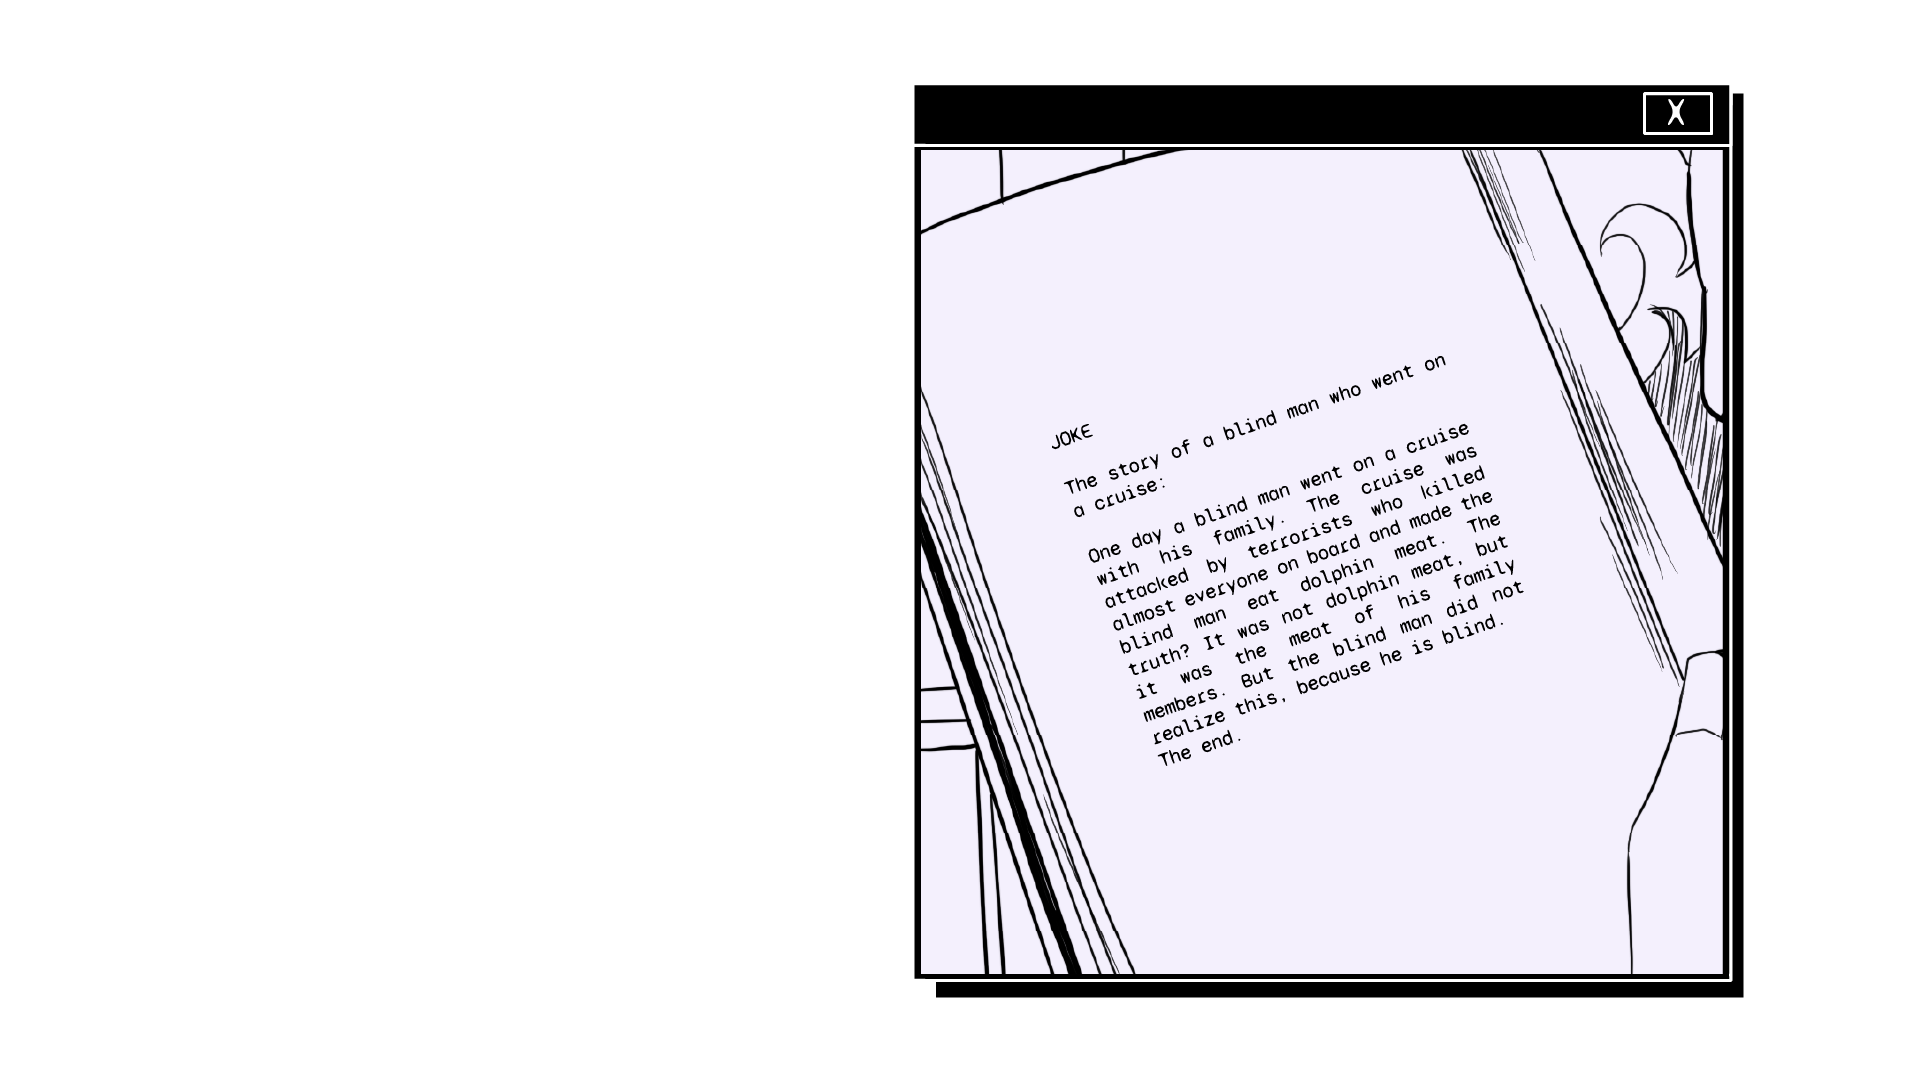 X
JOKE
The story of a blind man who went on
a cruise:
One day a blind man went on a cruise
with his family. The cruise was
attacked by terrorists who killed
almost everyone on board and made the
blind man eat dolphin meat. The
truth? It was not dolphin meat, but
it was the meat of his family
members. But the blind man did not
realize this, because he is blind.
The end.